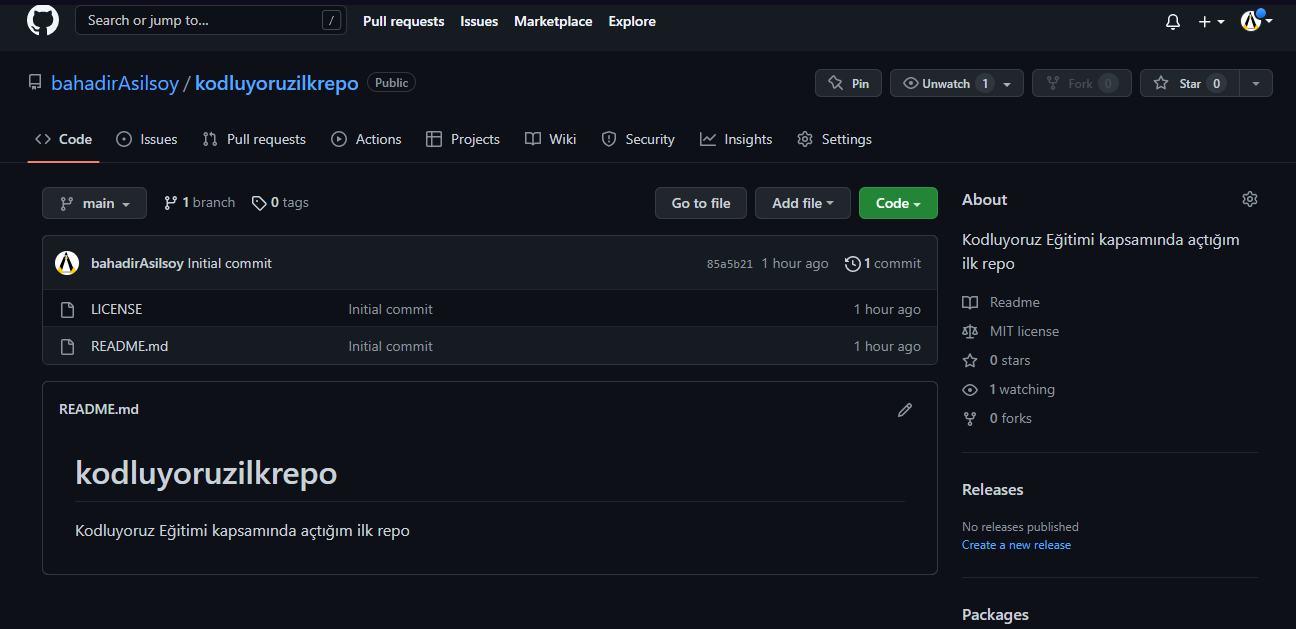 Search or jump to... /
Pull requests Issues Marketplace Explore
bahadirAsilsoy / kodluyoruzilkrepo Public
Pin Unwatch 1 Fork 0 Star 0
Code Issues Pull requests Actions Projects Wiki Security Insights Settings
main 1 branch 0 tags Go to file Add file Code
bahadirAsilsoy Initial commit 85a5b21 1 hour ago 1 commit
LICENSE Initial commit 1 hour ago
README.md Initial commit 1 hour ago
README.md
kodluyoruzilkrepo
Kodluyoruz Eğitimi kapsamında açtığım ilk repo
About
Kodluyoruz Eğitimi kapsamında açtığım
ilk repo
Readme
MIT license
0 stars
1 watching
0 forks
Releases
No releases published
Create a new release
Packages